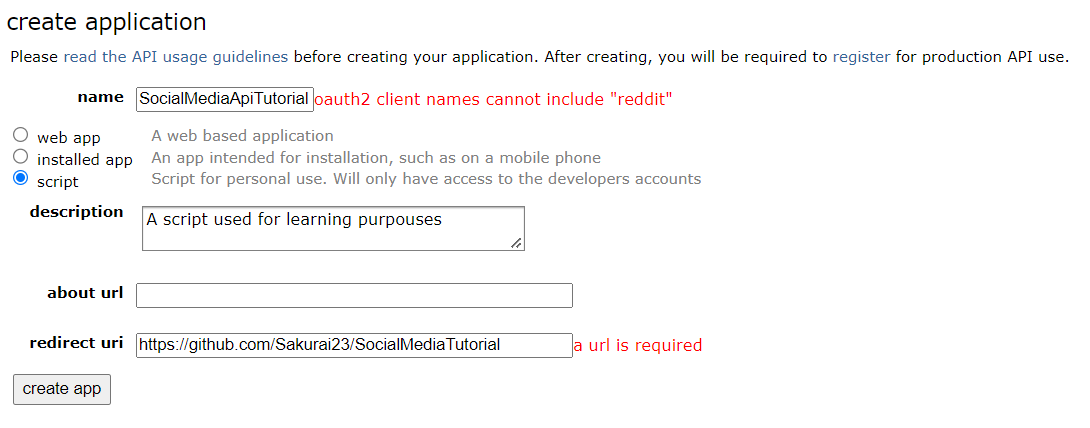 create application
Please read the API usage guidelines before creating your application. After creating, you will be required to register for production API use.
name SocialMediaApiTutorial oauth2 client names cannot include "reddit"
web app A web based application
installed app An app intended for installation, such as on a mobile phone
script Script for personal use. Will only have access to the developers accounts
description A script used for learning purpouses
about url
redirect uri https://github.com/Sakurai23/SocialMediaTutorial a url is required
create app